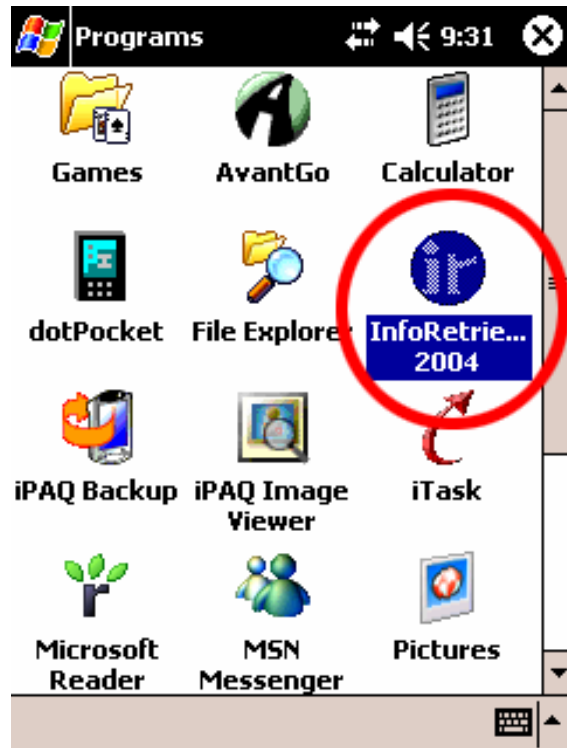 Programs 9:31
Games AvantGo Calculator
ir
dotPocket File Explorer InfoRetrie...
2004
iPAQ Backup iPAQ Image iTask
Viewer
r
Microsoft MSN Pictures
Reader Messenger